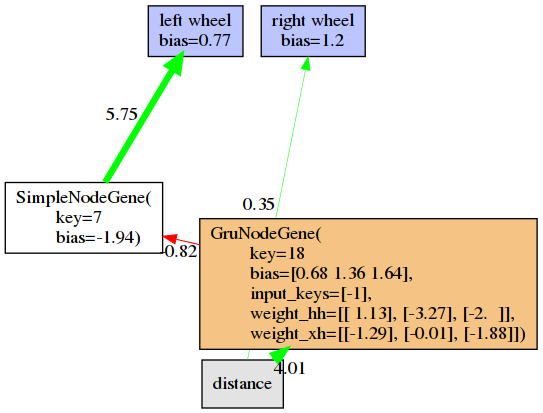 left wheel
bias=0.77
right wheel
bias=1.2
5.75
SimpleNodeGene(
key=7
bias=-1.94)
0.35
-0.82
GruNodeGene(
key=18
bias=[0.68 1.36 1.64],
input_keys=[-1],
weight_hh=[[ 1.13], [-3.27], [-2.  ]],
weight_xh=[[-1.29], [-0.01], [-1.88]])
4.01
distance